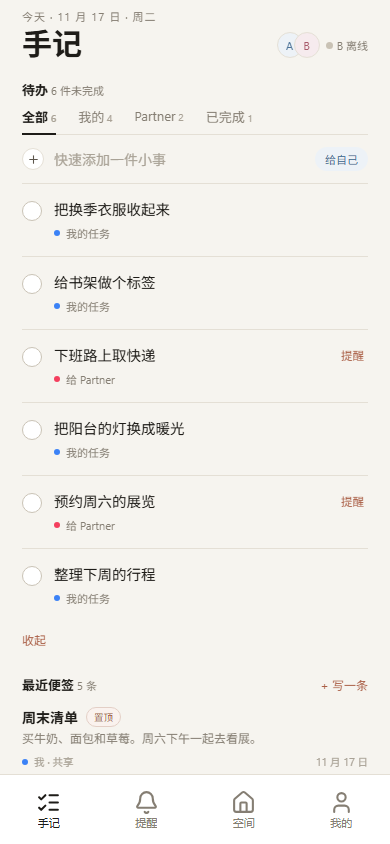 今天 · 11 月 17 日 · 周二
手记
A B B 离线
待办 6 件未完成
全部 6 我的 4 Partner 2 已完成 1
+ 快速添加一件小事 给自己
把换季衣服收起来
我的任务
给书架做个标签
我的任务
下班路上取快递 提醒
给 Partner
把阳台的灯换成暖光
我的任务
预约周六的展览 提醒
给 Partner
整理下周的行程
我的任务
收起
最近便签 5 条 + 写一条
周末清单 置顶
买牛奶、面包和草莓。周六下午一起去看展。
我 · 共享 11 月 17 日
手记 提醒 空间 我的